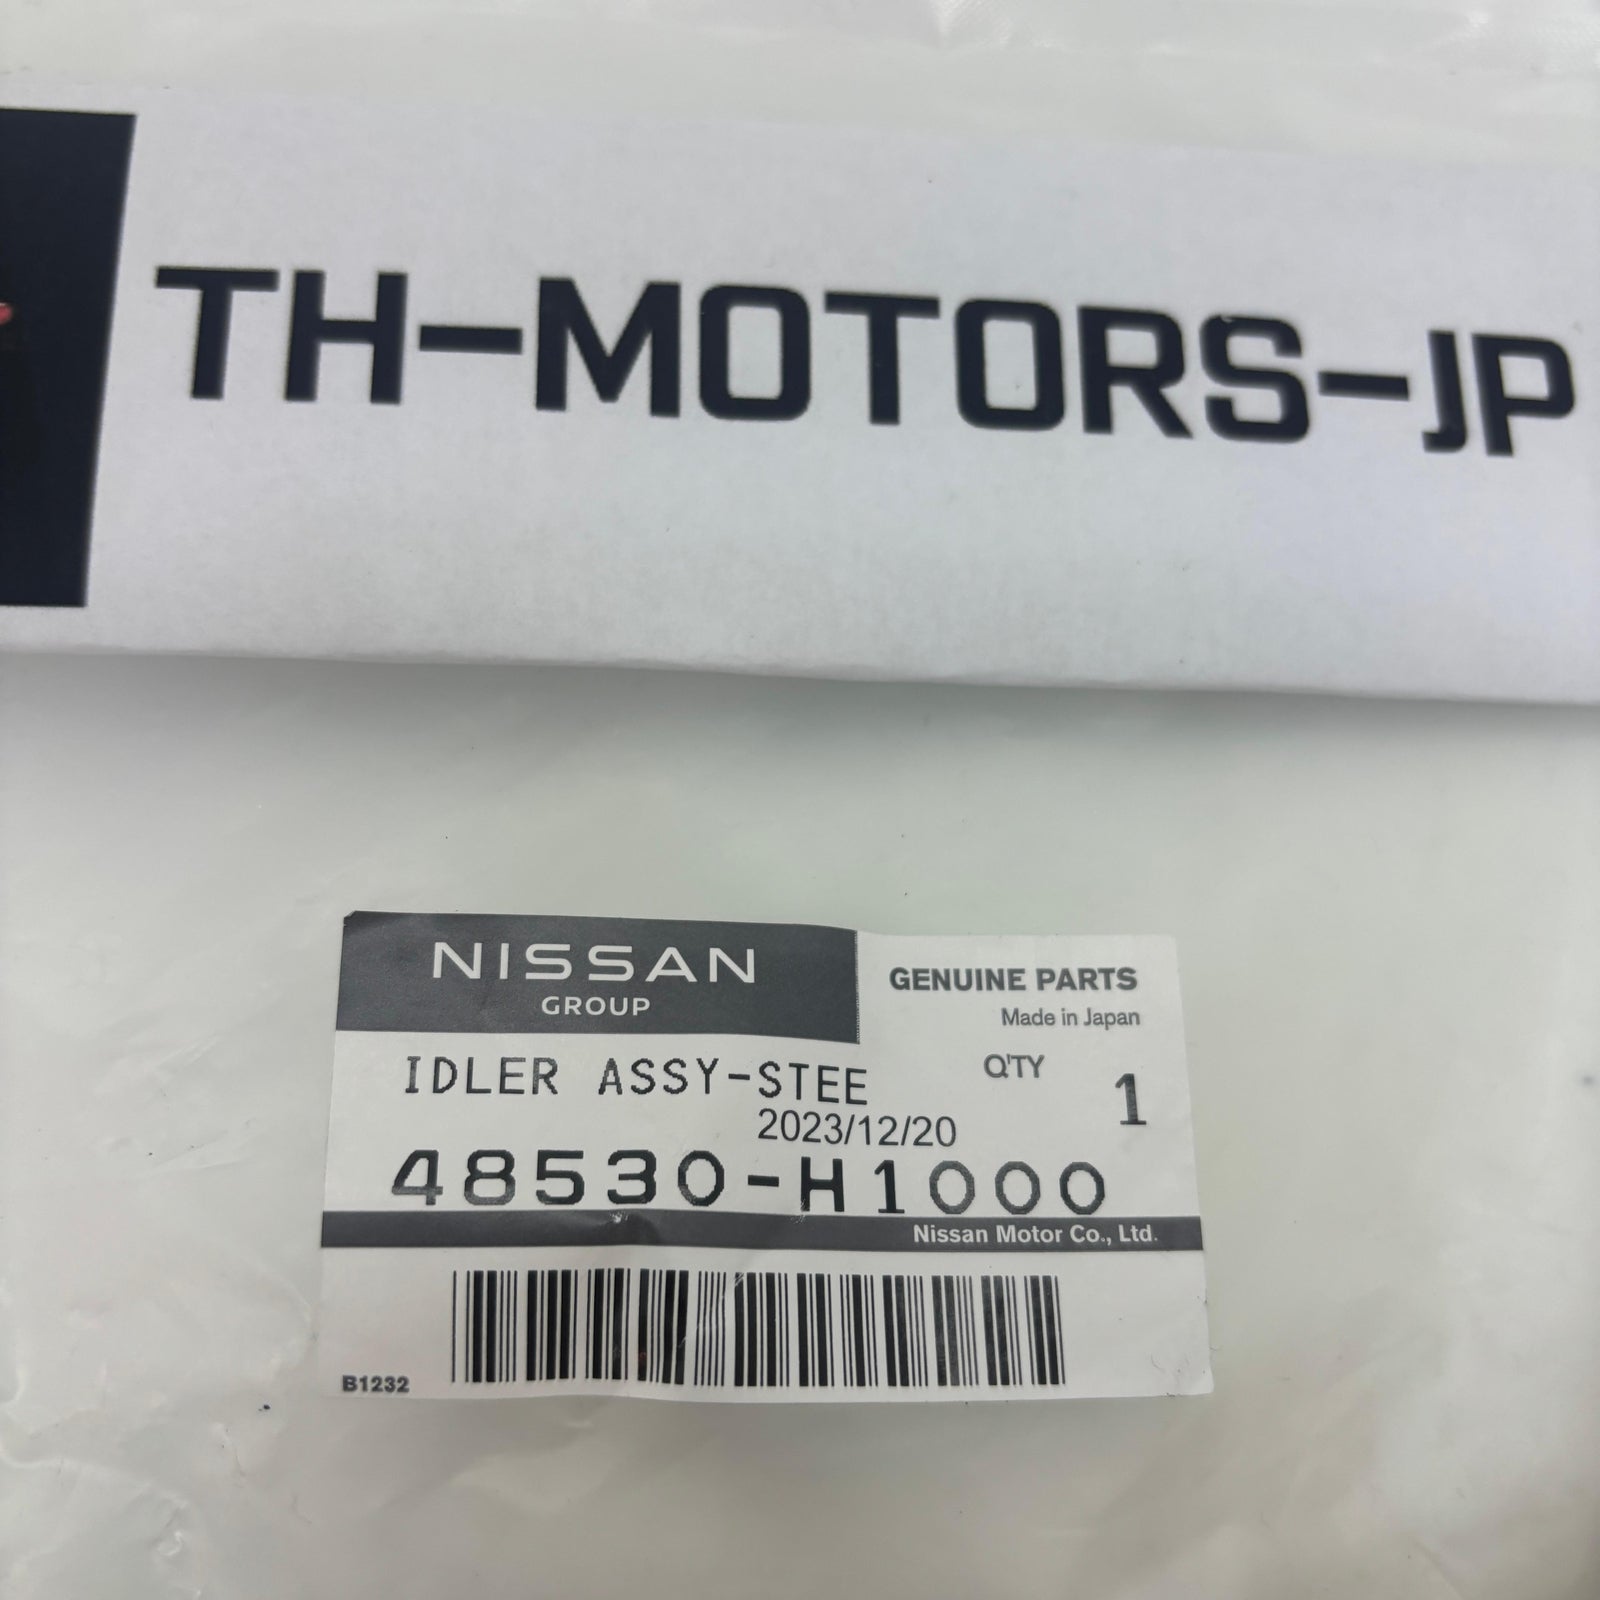 TH-MOTORS-JP
NISSAN
GROUP
GENUINE PARTS
Made in Japan
IDLER ASSY-STEE
Q'TY 1
2023/12/20
48530-H1000
Nissan Motor Co., Ltd.
B1232